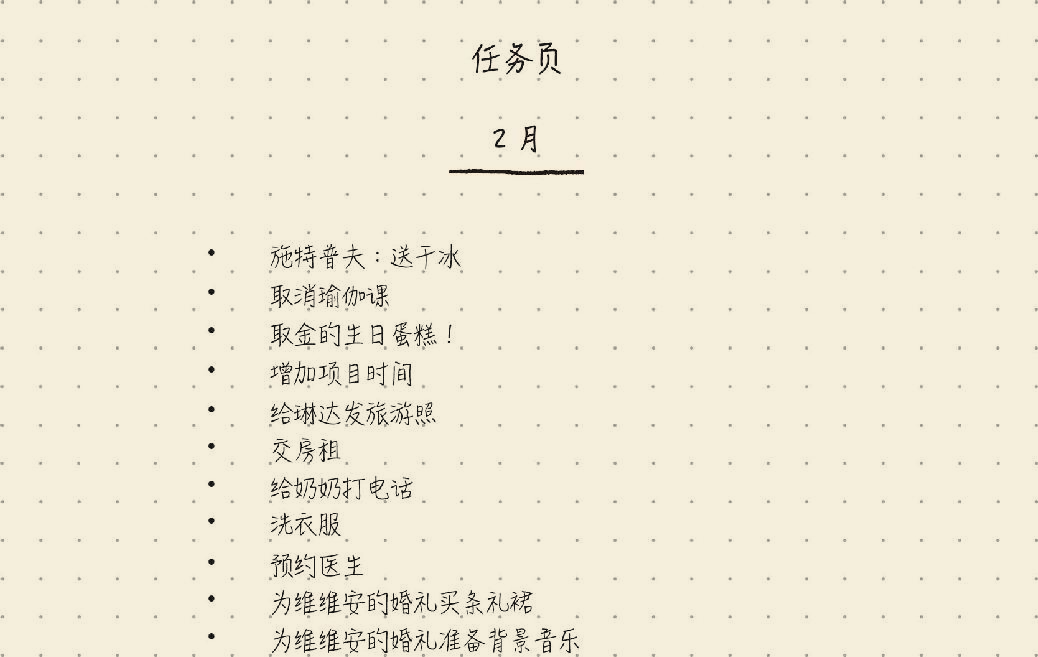 任务页
2 月
• 施特普夫：送干冰
• 取消瑜伽课
• 取金的生日蛋糕！
• 增加项目时间
• 给琳达发旅游照
• 交房租
• 给奶奶打电话
• 洗衣服
• 预约医生
• 为维维安的婚礼买条礼裙
• 为维维安的婚礼准备背景音乐